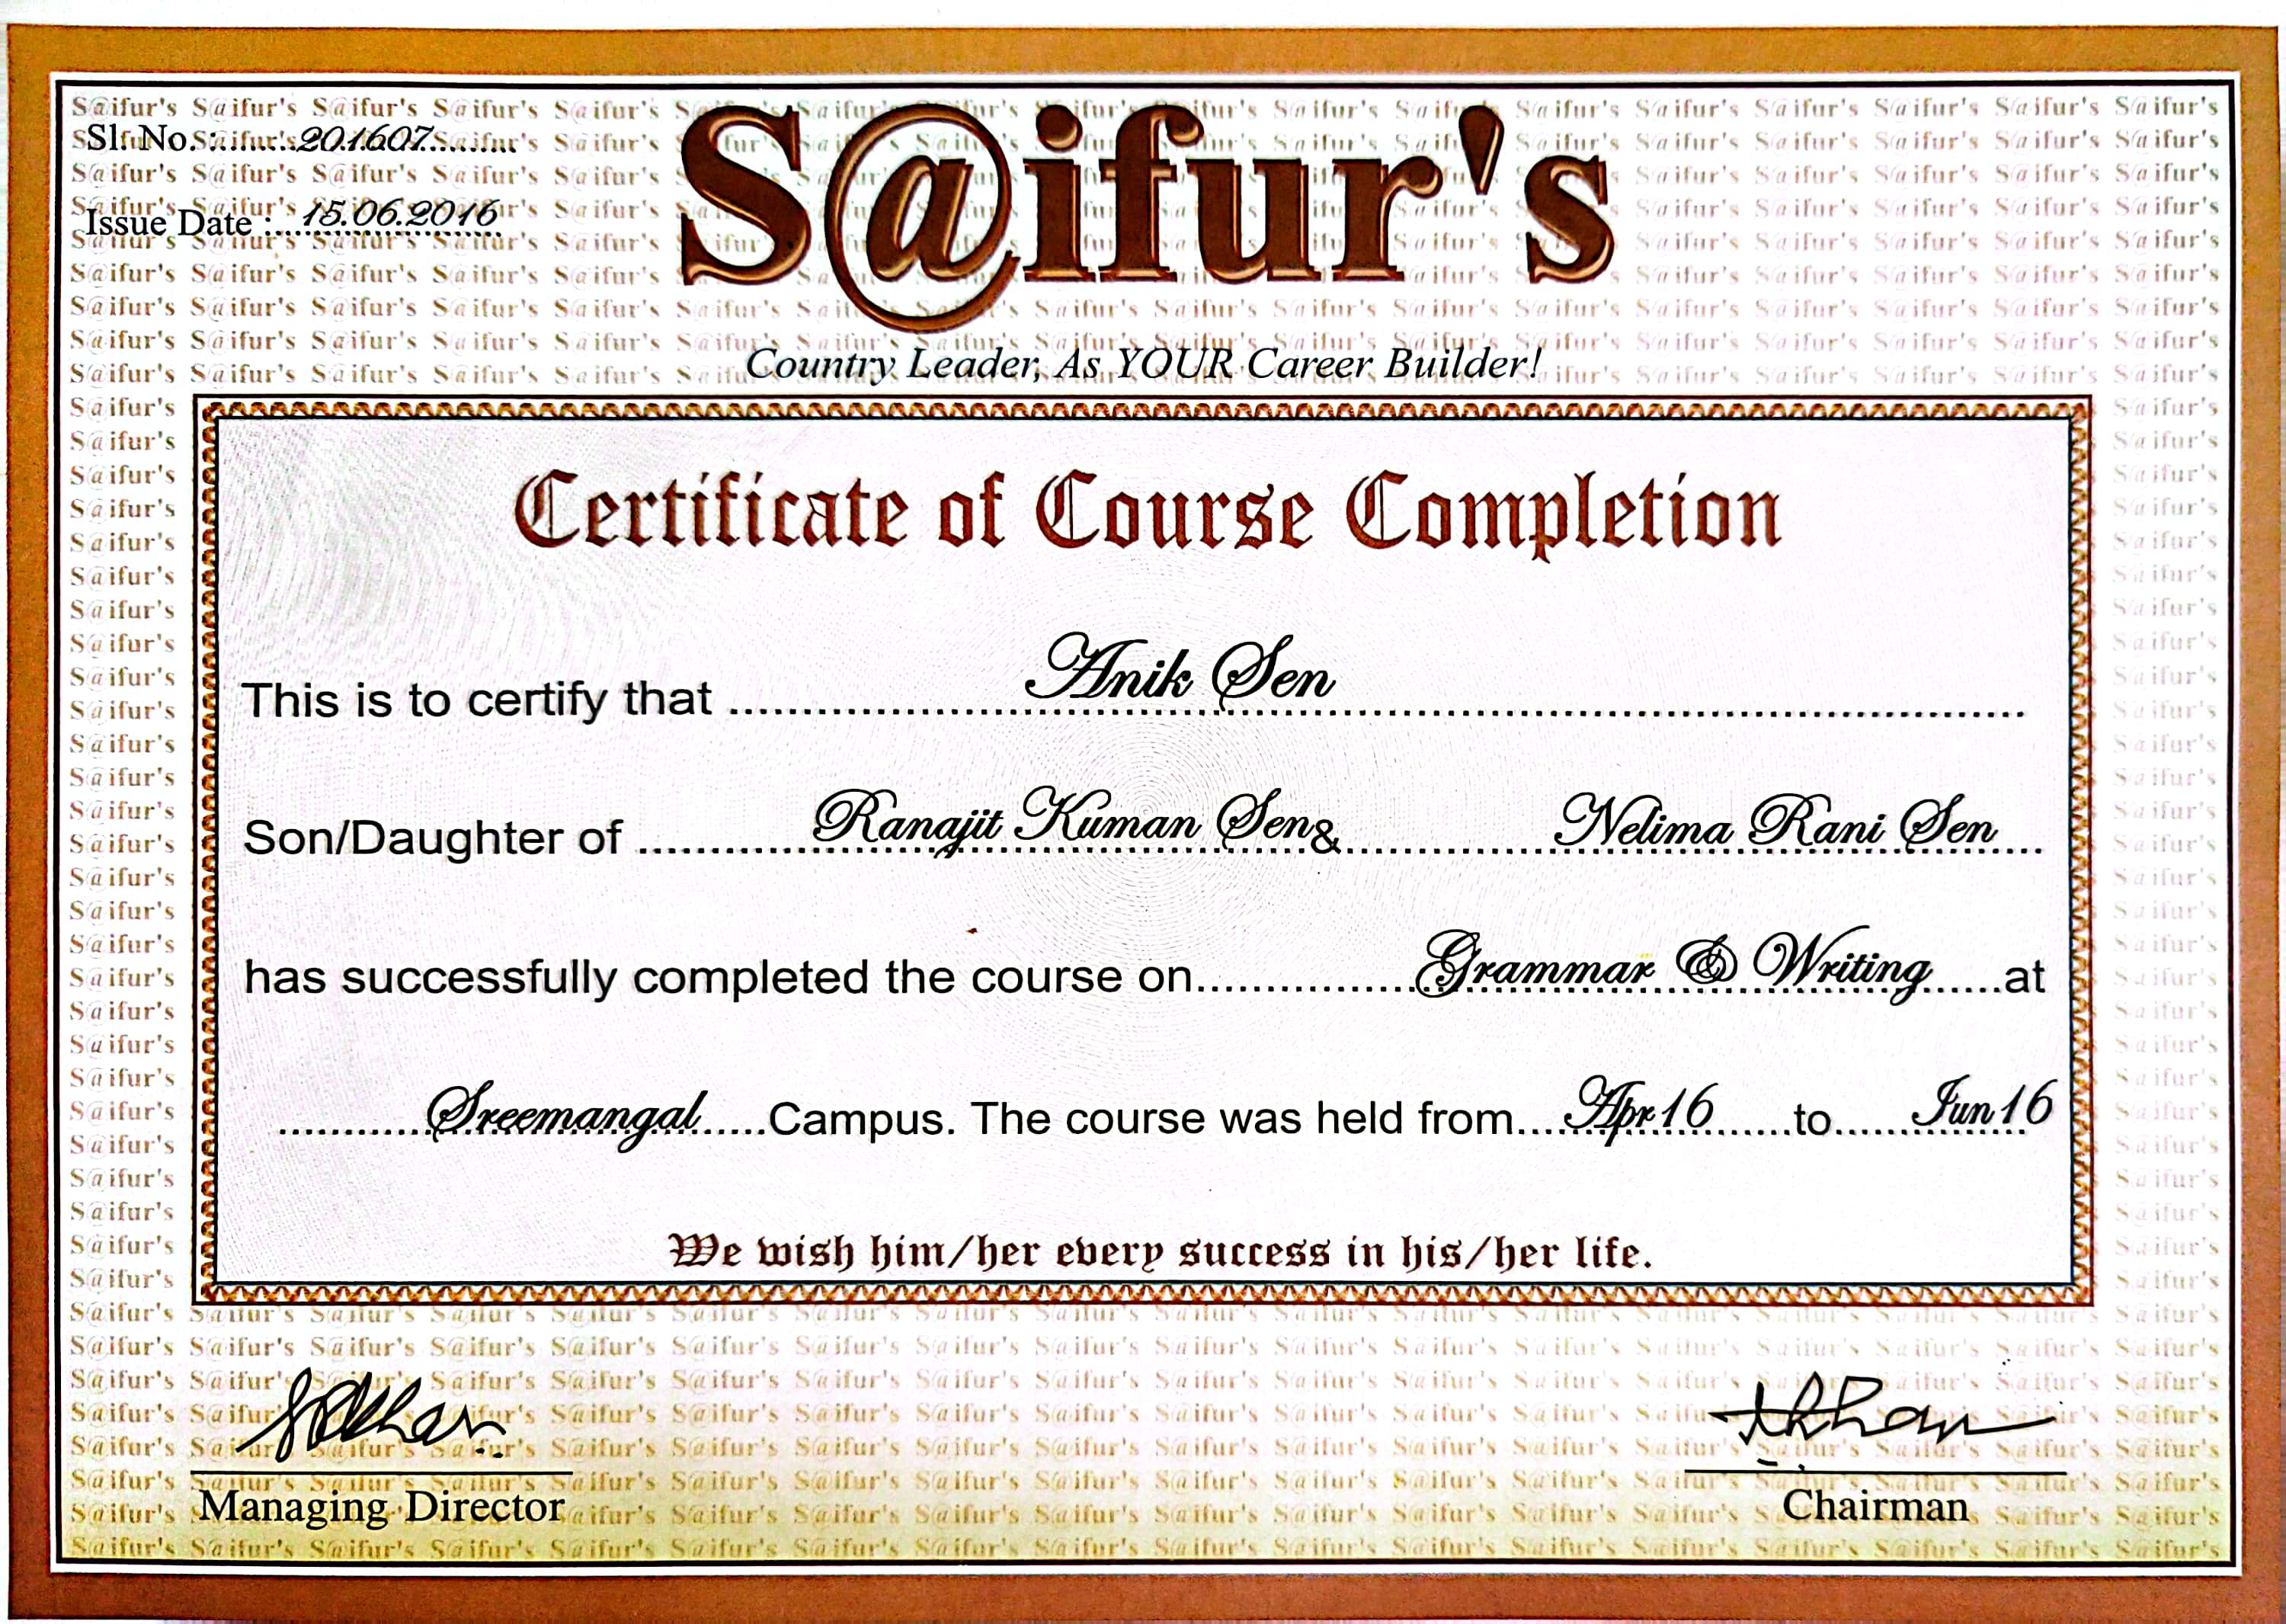 Sl. No. : 201607
Issue Date : 15.06.2016
S@ifur's
Country Leader, As YOUR Career Builder!
Certificate of Course Completion
This is to certify that Anik Sen
Son/Daughter of Ranajit Kuman Sen & Nelima Rani Sen
has successfully completed the course on Grammar & Writing at
Sreemangal Campus. The course was held from Apr 16 to Jun 16
We wish him/her every success in his/her life.
Managing Director Chairman